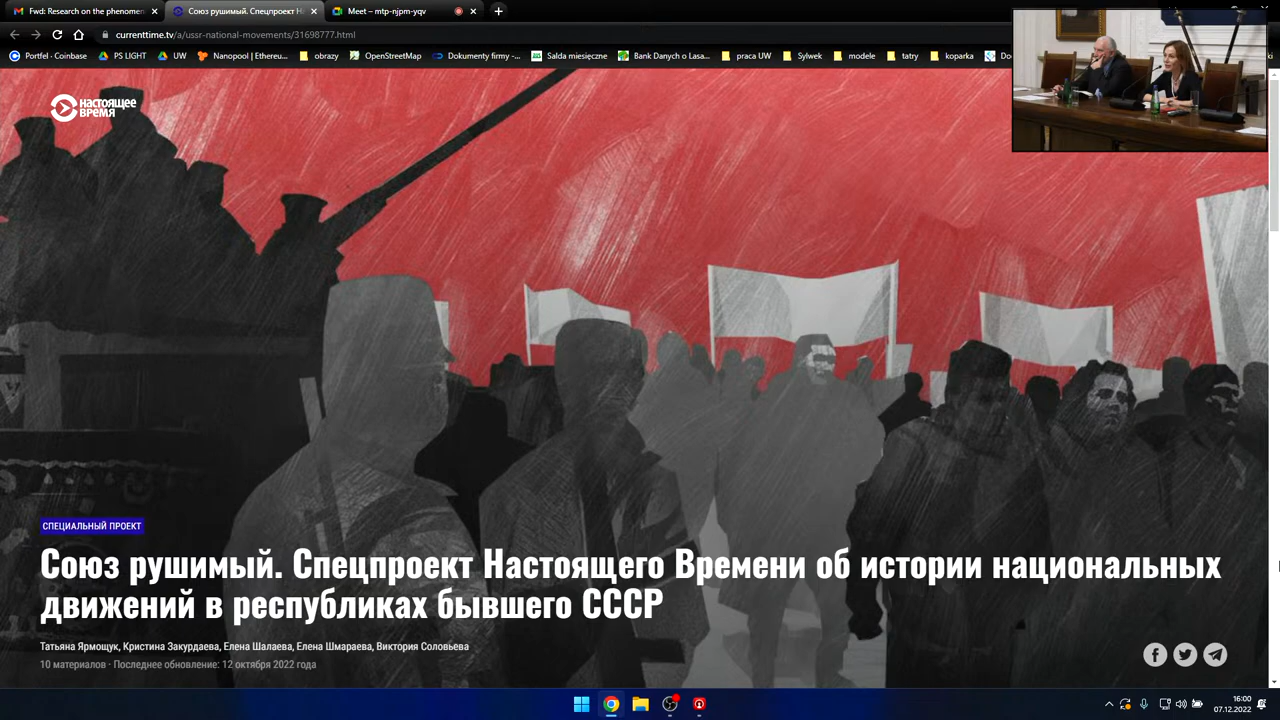 Fwd: Research on the phenomen
Союз рушимый. Спецпроект Н
Meet – mtp-njpm-yqv
currenttime.tv/a/ussr-national-movements/31698777.html
Portfel · Coinbase
PS LIGHT
UW
Nanopool | Ethereu...
obrazy
OpenStreetMap
Dokumenty firmy -...
Salda miesięczne
Bank Danych o Lasa...
praca UW
Sylwek
modele
tatry
koparka
НАСТОЯЩЕЕ
ВРЕМЯ
СПЕЦИАЛЬНЫЙ ПРОЕКТ
Союз рушимый. Спецпроект Настоящего Времени об истории национальных
движений в республиках бывшего СССР
Татьяна Ярмощук, Кристина Закурдаева, Елена Шалаева, Елена Шмараева, Виктория Соловьева
10 материалов · Последнее обновление: 12 октября 2022 года
16:00
07.12.2022